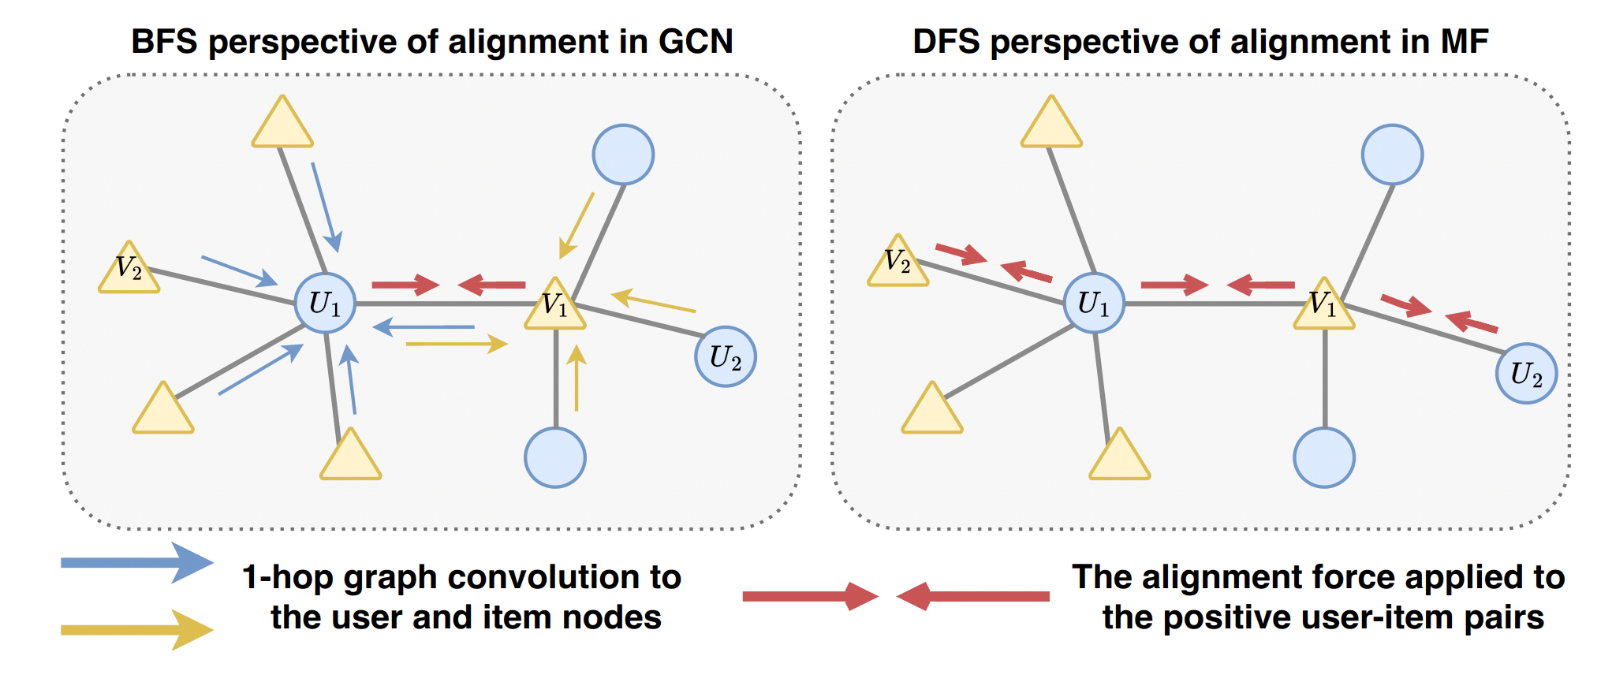 BFS perspective of alignment in GCN
DFS perspective of alignment in MF
V2
U1
V1
U2
V2
U1
V1
U2
1-hop graph convolution to
the user and item nodes
The alignment force applied to
the positive user-item pairs